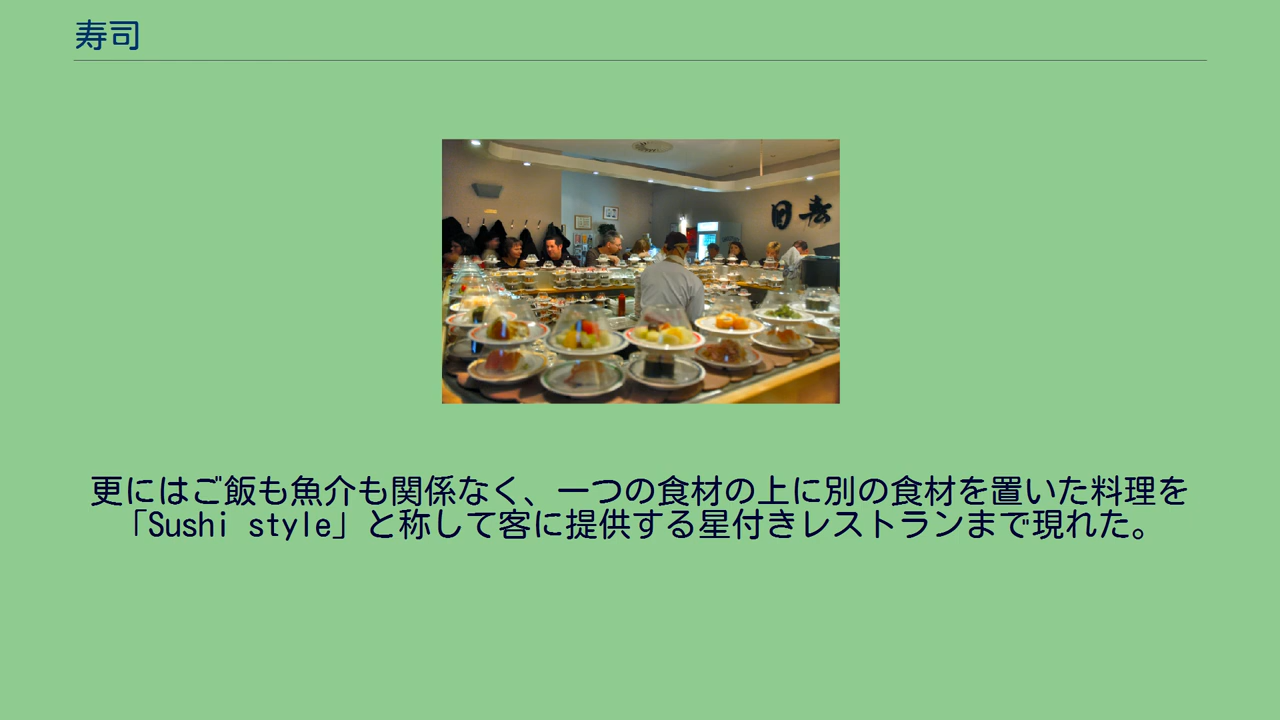 寿司
更にはご飯も魚介も関係なく、一つの食材の上に別の食材を置いた料理を
「Sushi style」と称して客に提供する星付きレストランまで現れた。